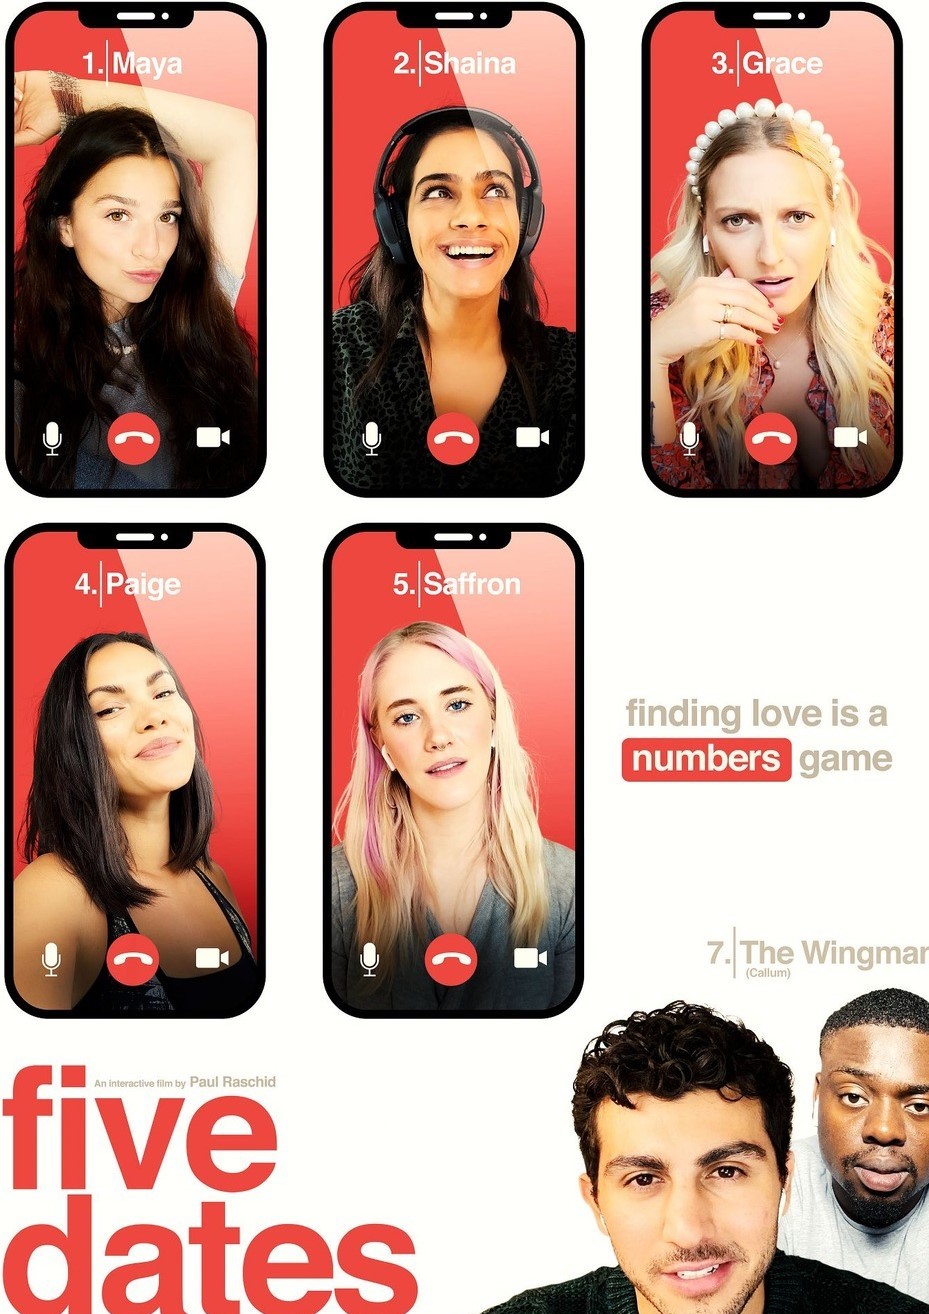 1. Maya
2. Shaina
3. Grace
4. Paige
5. Saffron
finding love is a
numbers game
7. The Wingman
(Callum)
An interactive film by Paul Raschid
five
dates